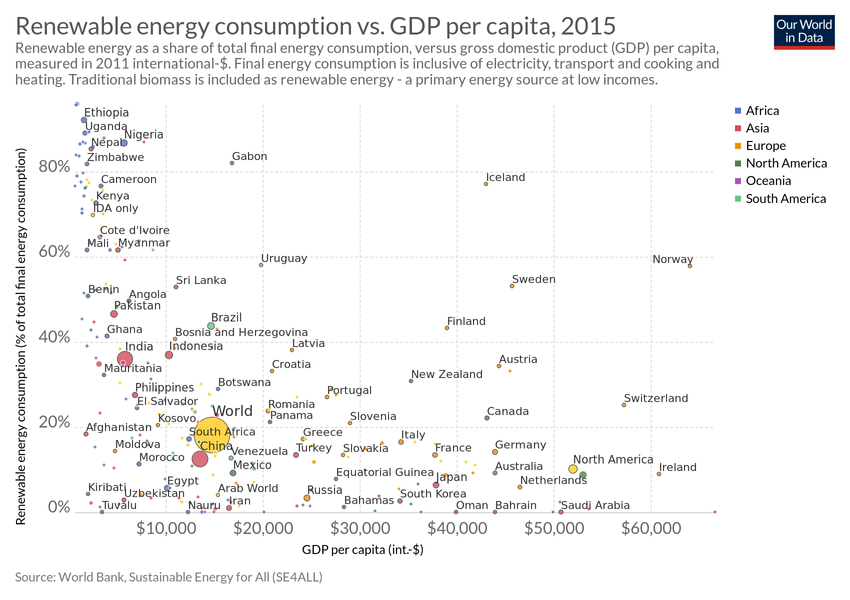 Renewable energy consumption vs. GDP per capita, 2015
Our World
in Data
Renewable energy as a share of total final energy consumption, versus gross domestic product (GDP) per capita,
measured in 2011 international-$. Final energy consumption is inclusive of electricity, transport and cooking and
heating. Traditional biomass is included as renewable energy - a primary energy source at low incomes.
Renewable energy consumption (% of total final energy consumption)
80%
60%
40%
20%
0%
Ethiopia
Uganda
Nigeria
Nepal
Zimbabwe
Gabon
Cameroon
Iceland
Kenya
IDA only
Cote d'Ivoire
Mali
Myanmar
Uruguay
Norway
Sri Lanka
Sweden
Benin
Angola
Pakistan
Brazil
Finland
Ghana
Bosnia and Herzegovina
India
Indonesia
Latvia
Mauritania
Croatia
Austria
New Zealand
Philippines
Botswana
Portugal
El Salvador
World
Romania
Switzerland
Kosovo
Panama
Slovenia
Canada
Afghanistan
South Africa
Greece
Italy
Moldova
China
Venezuela
Turkey
Slovakia
France
Germany
Morocco
Mexico
Equatorial Guinea
Australia
North America
Ireland
Kiribati
Uzbekistan
Egypt
Arab World
Russia
Japan
Netherlands
Tuvalu
Nauru
Iran
Bahamas
South Korea
Oman
Bahrain
Saudi Arabia
$10,000
$20,000
$30,000
$40,000
$50,000
$60,000
GDP per capita (int.-$)
Africa
Asia
Europe
North America
Oceania
South America
Source: World Bank, Sustainable Energy for All (SE4ALL)